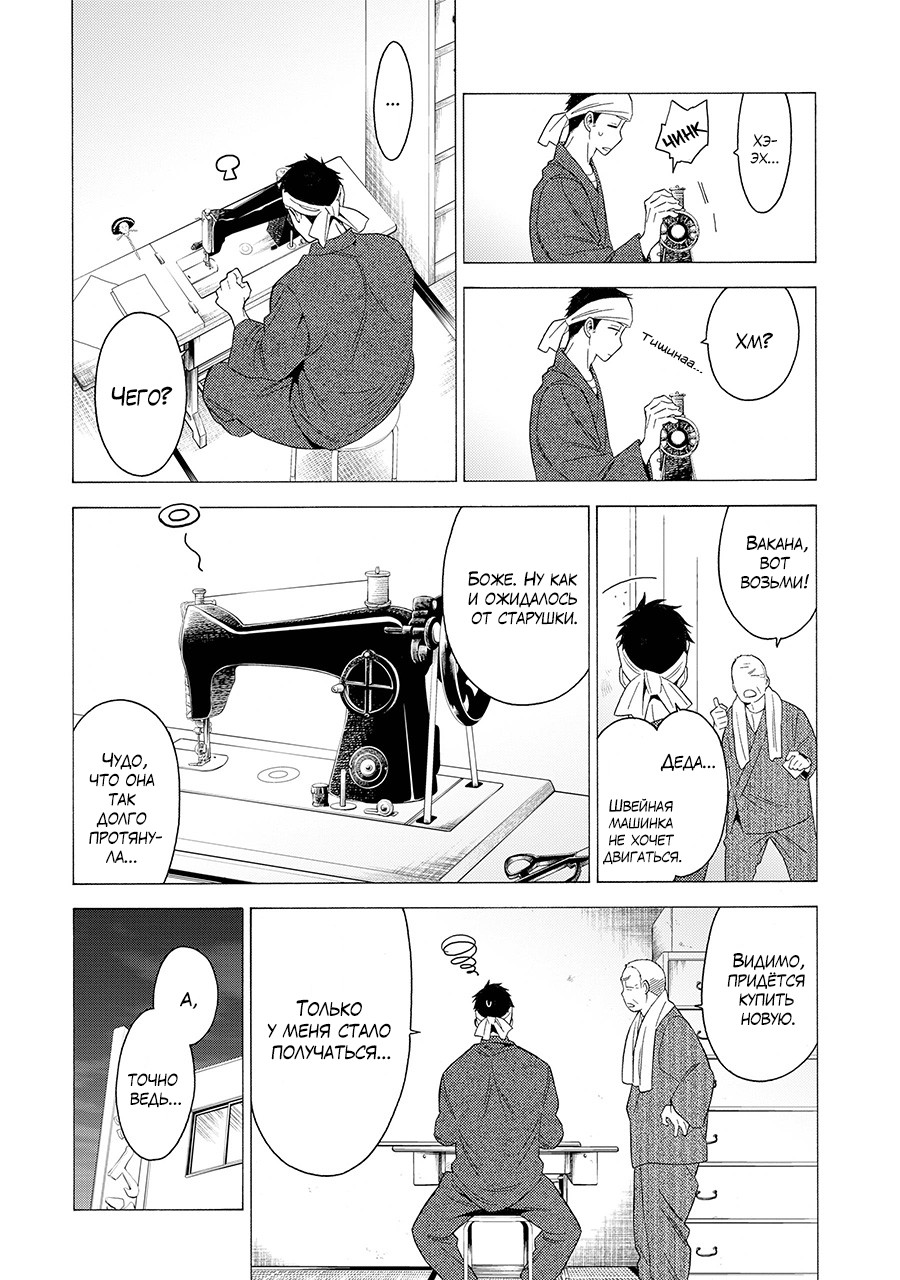 ХЭ-
ЭХ...
ЧИНК
ХМ?
Тишинаа...
...
ЧЕГО?
ВАКАНА,
ВОТ
ВОЗЬМИ!
ДЕДА...
ШВЕЙНАЯ
МАШИНКА
НЕ ХОЧЕТ
ДВИГАТЬСЯ.
БОЖЕ. НУ КАК
И ОЖИДАЛОСЬ
ОТ СТАРУШКИ.
ЧУДО,
ЧТО ОНА
ТАК
ДОЛГО
ПРОТЯНУ-
ЛА...
ВИДИМО,
ПРИДЁТСЯ
КУПИТЬ
НОВУЮ.
ТОЛЬКО
У МЕНЯ СТАЛО
ПОЛУЧАТЬСЯ...
А,
ТОЧНО
ВЕДЬ...